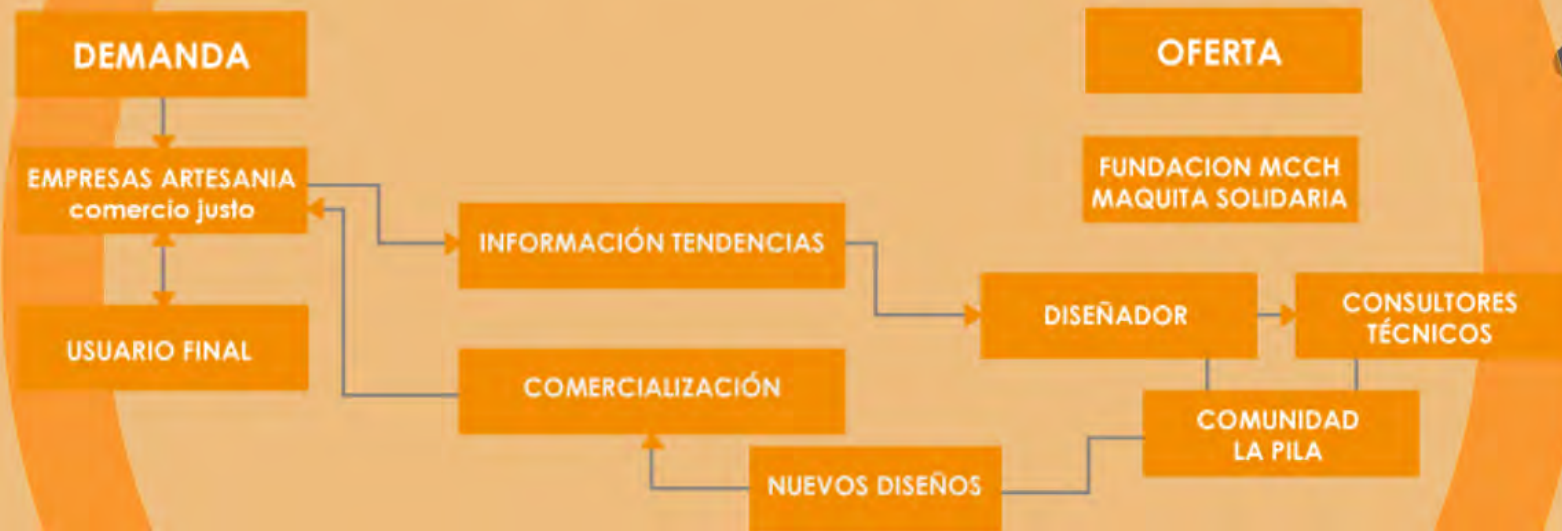 DEMANDA
OFERTA
EMPRESAS ARTESANIA
comercio justo
FUNDACION MCCH
MAQUITA SOLIDARIA
INFORMACIÓN TENDENCIAS
DISEÑADOR
CONSULTORES
TÉCNICOS
USUARIO FINAL
COMERCIALIZACIÓN
COMUNIDAD
LA PILA
NUEVOS DISEÑOS